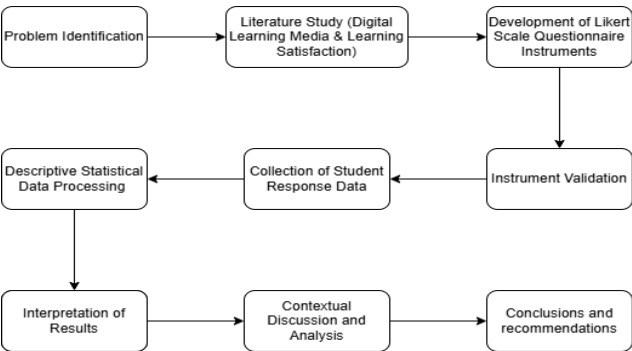 Problem Identification
Literature Study (Digital
Learning Media & Learning
Satisfaction)
Development of Likert
Scale Questionnaire
Instruments
Instrument Validation
Collection of Student
Response Data
Descriptive Statistical
Data Processing
Interpretation of
Results
Contextual
Discussion and
Analysis
Conclusions and
recommendations